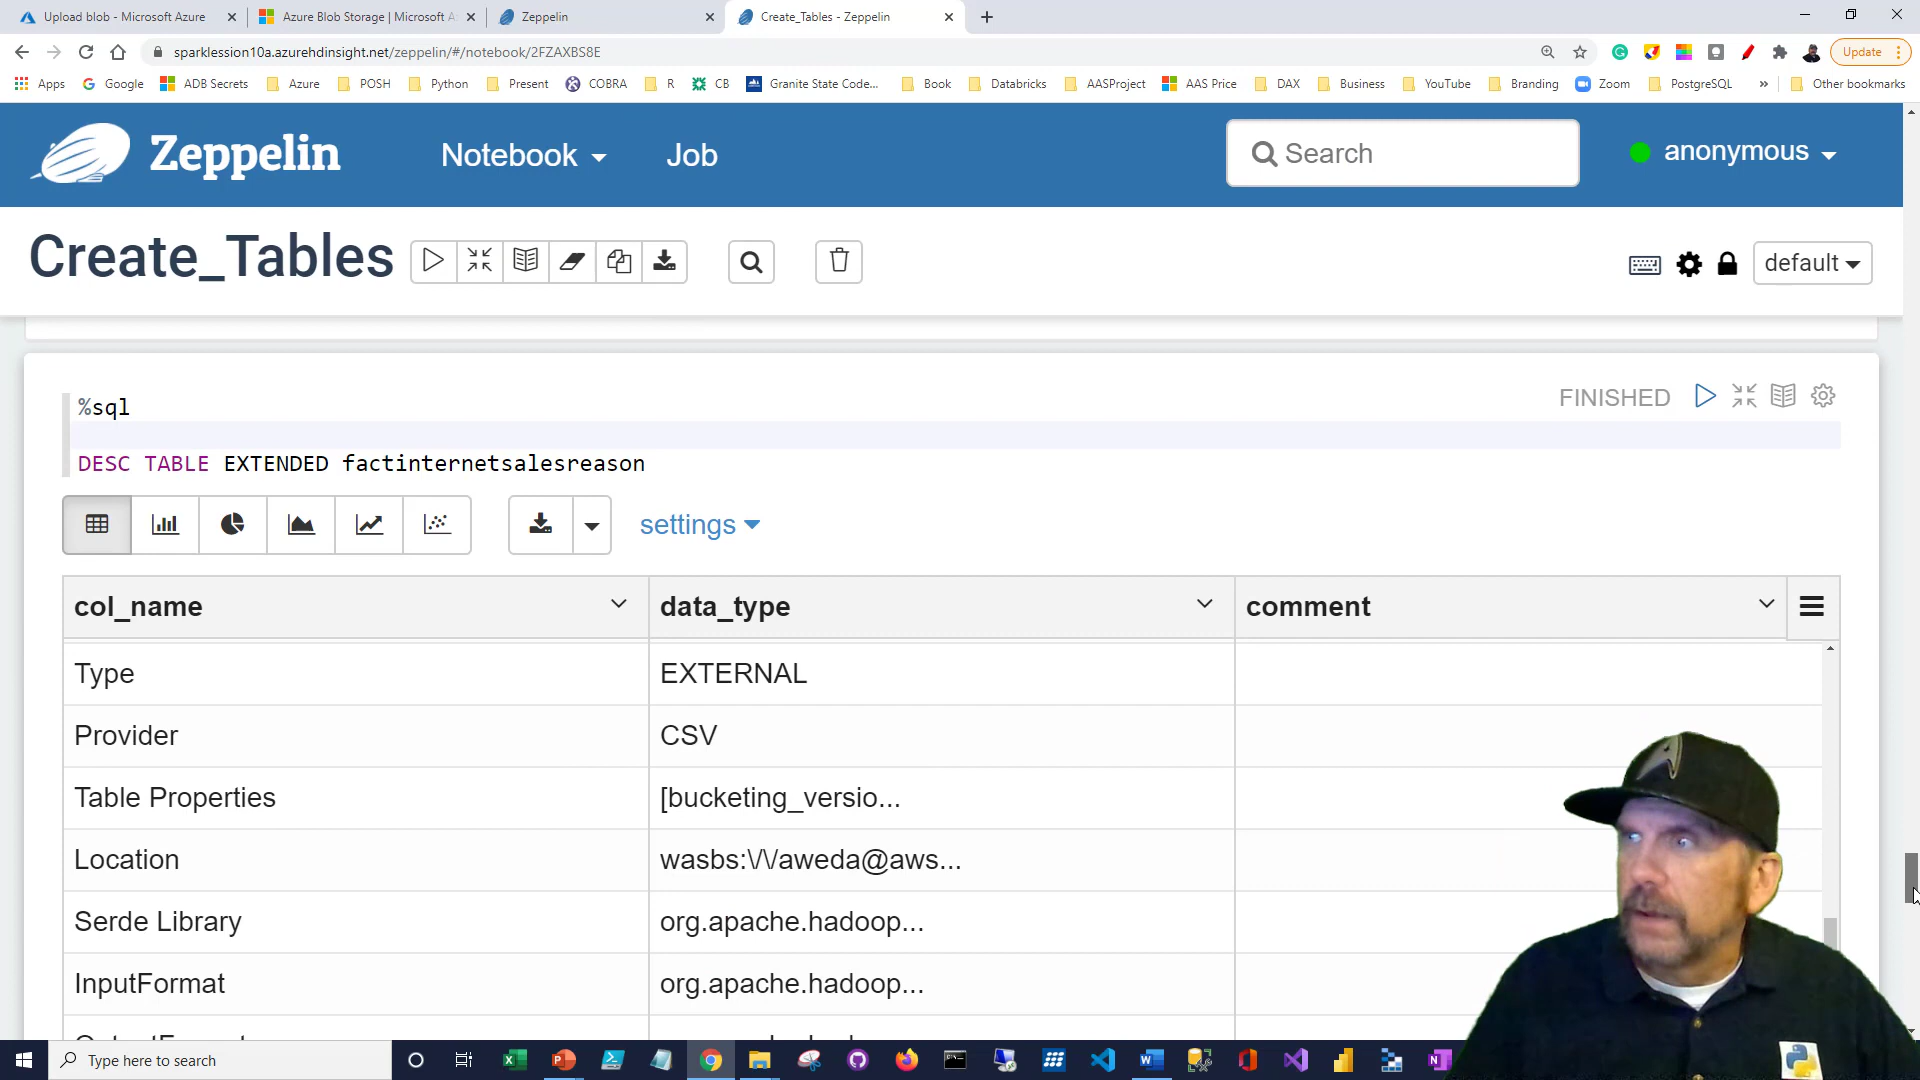 Upload blob - Microsoft Azure
Azure Blob Storage | Microsoft A
Zeppelin
Create_Tables - Zeppelin
sparklession10a.azurehdinsight.net/zeppelin/#/notebook/2FZAXBS8E
Update
Apps Google ADB Secrets Azure POSH Python Present COBRA R CB Granite State Code... Book Databricks AASProject AAS Price DAX Business YouTube Branding Zoom PostgreSQL » Other bookmarks
Zeppelin Notebook Job Search anonymous
Create_Tables default
%sql
FINISHED
DESC TABLE EXTENDED factinternetsalesreason
settings
col_name data_type comment
Type EXTERNAL
Provider CSV
Table Properties [bucketing_versio...
Location wasbs:\/\/aweda@aws...
Serde Library org.apache.hadoop...
InputFormat org.apache.hadoop...
Type here to search